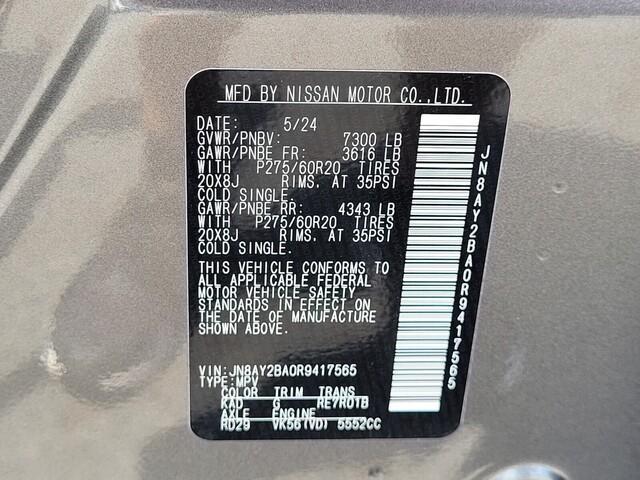 MFD BY NISSAN MOTOR CO.,LTD.
DATE: 5/24
GVWR/PNBV: 7300 LB
GAWR/PNBE FR: 3616 LB
WITH P275/60R20 TIRES
20X8J RIMS. AT 35PSI
COLD SINGLE.
GAWR/PNBE RR: 4343 LB
WITH P275/60R20 TIRES
20X8J RIMS. AT 35PSI
COLD SINGLE.
THIS VEHICLE CONFORMS TO
ALL APPLICABLE FEDERAL
MOTOR VEHICLE SAFETY
STANDARDS IN EFFECT ON
THE DATE OF MANUFACTURE
SHOWN ABOVE.
VIN:JN8AY2BA0R9417565
TYPE:MPV
COLOR TRIM TRANS
KAD G RE7R01B
AXLE ENGINE
RD29 VK56(VD) 5552CC
JN8AY2BA0R9417565